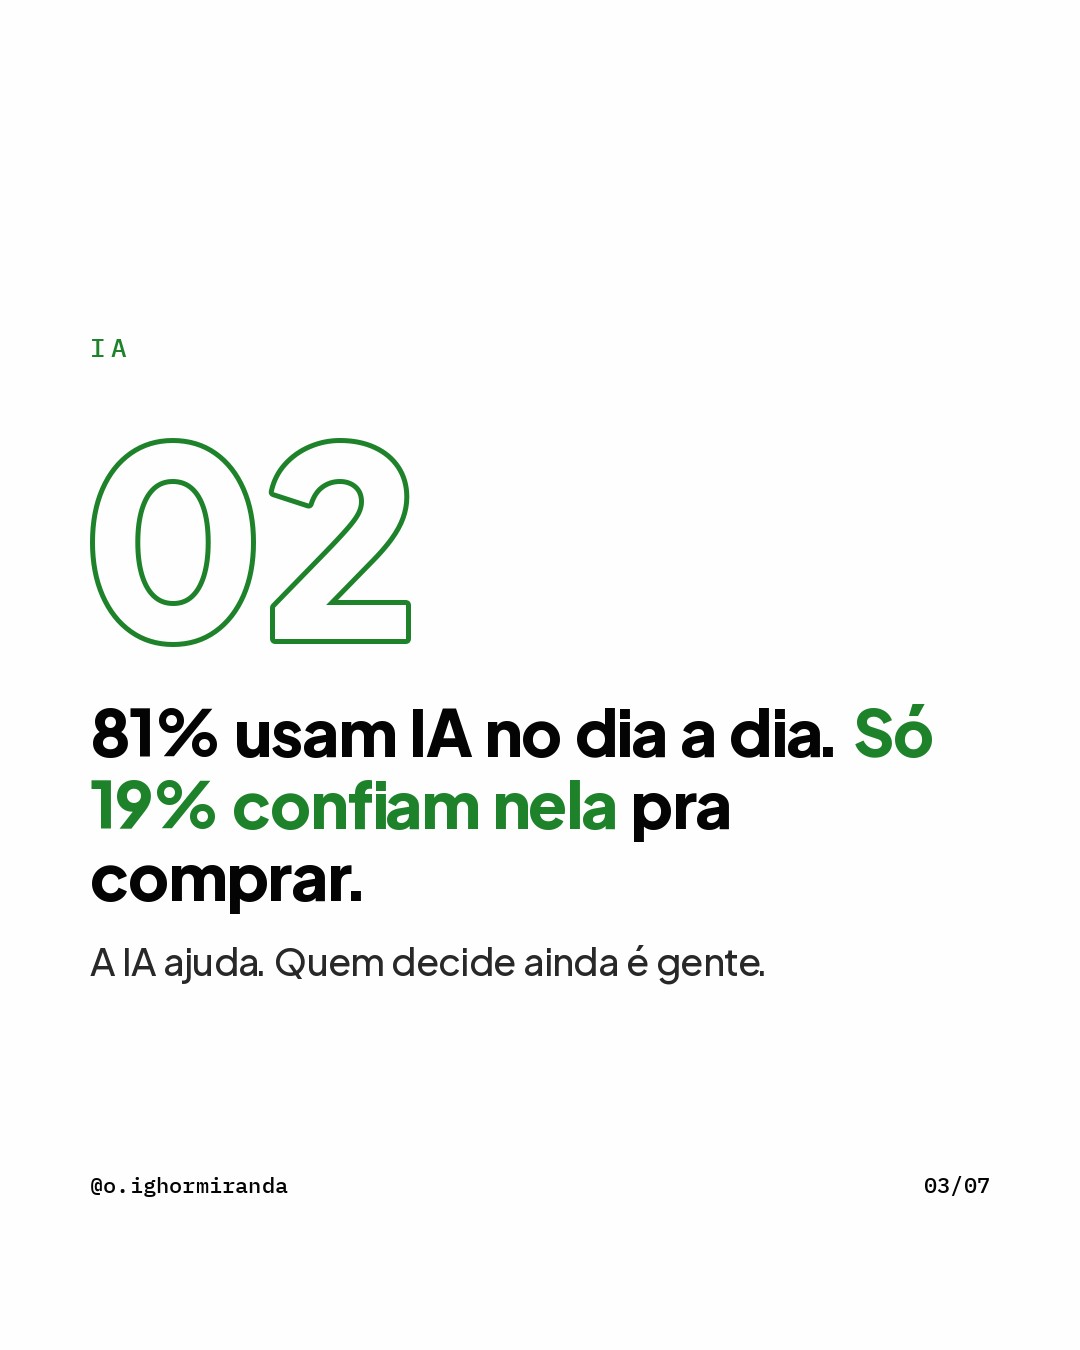 IA
02
81% usam IA no dia a dia. Só
19% confiam nela pra
comprar.
A IA ajuda. Quem decide ainda é gente.
@o.ighormiranda
03/07